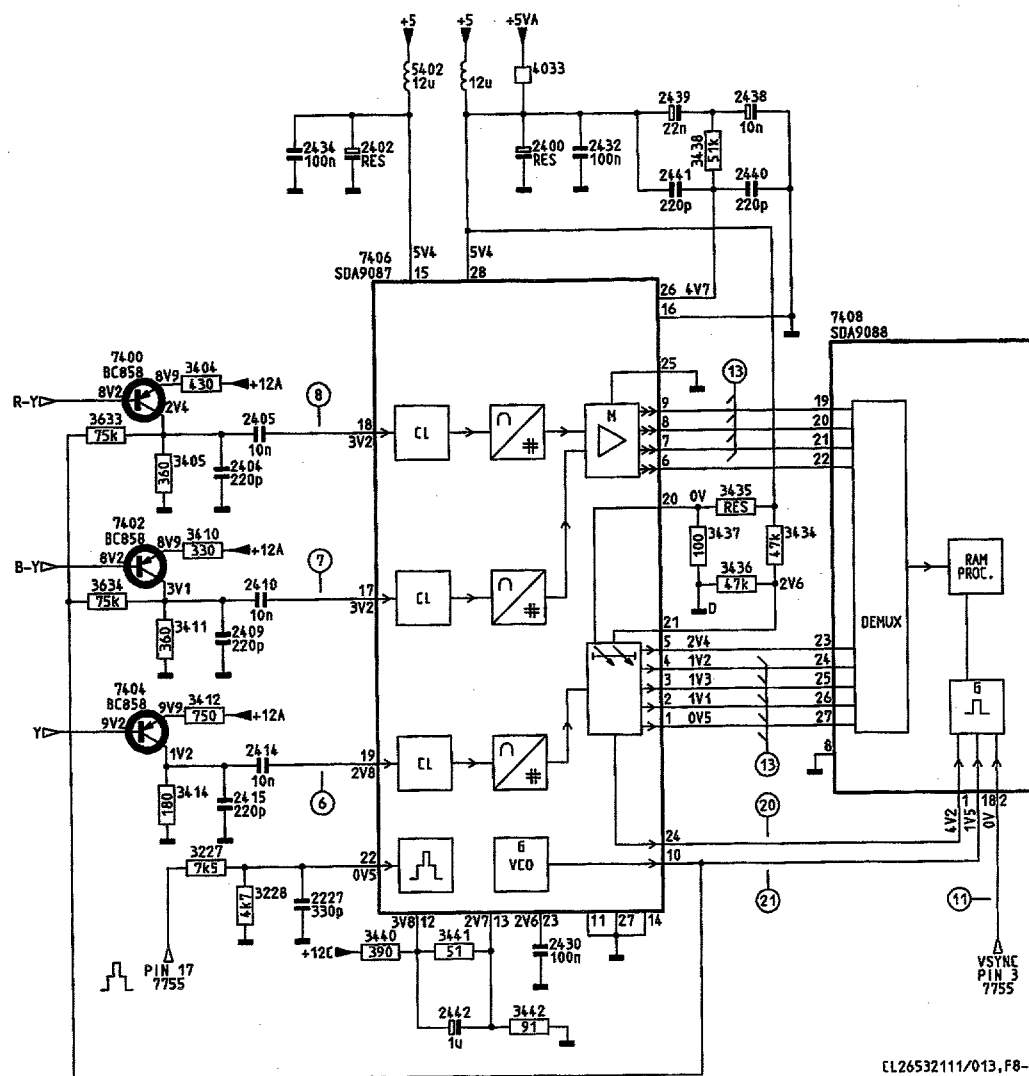 +5
+5
+5VA
5402
12u
12u
4033
2434
100n
2402
RES
2400
RES
2432
100n
2439
22n
2438
10n
3438
51k
2441
220p
2440
220p
7406
SDA9087
5V4
15
5V4
28
26 4V7
16
25
7408
SDA9088
7400
BC858
3404
430
+12A
8V9
8V2
2V4
R-Y
3633
75k
2405
10n
3405
360
2404
220p
8
18
3V2
CL
M
9
8
7
6
13
19
20
21
22
20 0V
3435
RES
3437
100
3434
47k
3436
47k
2V6
D
21
7402
BC858
3410
330
+12A
8V9
8V2
3V1
B-Y
3634
75k
2410
10n
3411
360
2409
220p
7
17
3V2
CL
RAM
PROC.
DEMUX
5 2V4
4 1V2
3 1V3
2 1V1
1 0V5
23
24
25
26
27
13
G
8
7404
BC858
3412
750
+12A
9V9
9V2
1V2
Y
2414
10n
3414
180
2415
220p
6
19
2V8
CL
20
24
10
21
4V2
1
1V5
18
0V
2
3227
7k5
3228
4k7
2227
330p
22
0V5
G
VCO
11
PIN 17
7755
VSYNC
PIN 3
7755
3V8 12
2V7 13
2V6 23
11
27
14
+12C
3440
390
3441
51
2430
100n
2442
1u
3442
91
CL26532111/013,F8-